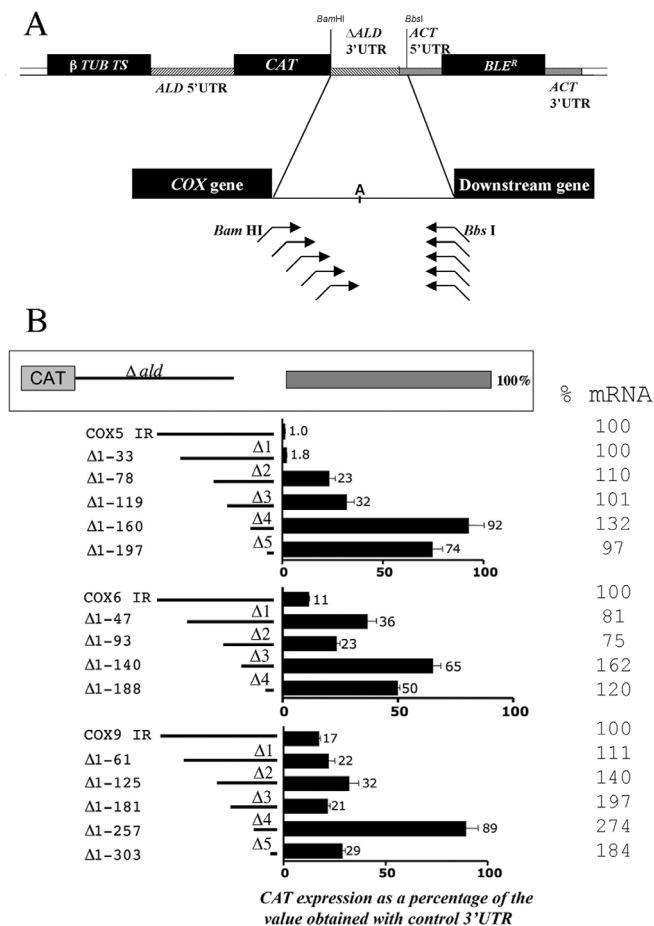 A
BamHI
ΔALD
3'UTR
ACT
5'UTR
BbsI
β TUB TS
ALD 5'UTR
CAT
BLE^R
ACT
3'UTR
COX gene
A
Downstream gene
Bam HI
Bbs I
B
CAT
Δ ald
100%
% mRNA
COX5 IR 1.0 100
Δ1-33 Δ1 1.8 100
Δ1-78 Δ2 23 110
Δ1-119 Δ3 32 101
Δ1-160 Δ4 92 132
Δ1-197 Δ5 74 97
0 50 100
COX6 IR 11 100
Δ1-47 Δ1 36 81
Δ1-93 Δ2 23 75
Δ1-140 Δ3 65 162
Δ1-188 Δ4 50 120
0 50 100
COX9 IR 17 100
Δ1-61 Δ1 22 111
Δ1-125 Δ2 32 140
Δ1-181 Δ3 21 197
Δ1-257 Δ4 89 274
Δ1-303 Δ5 29 184
0 50 100
CAT expression as a percentage of the
value obtained with control 3'UTR